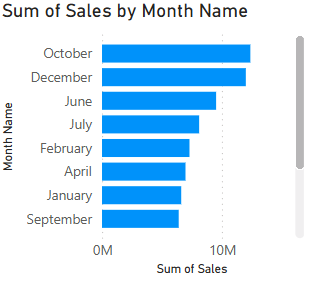 Sum of Sales by Month Name
Month Name
October
December
June
July
February
April
January
September
0M 10M
Sum of Sales